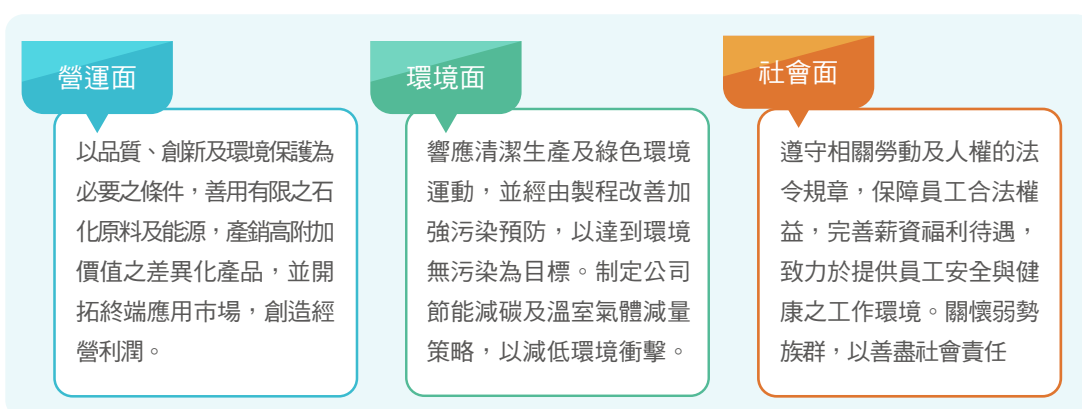 營運面
以品質、創新及環境保護為
必要之條件，善用有限之石
化原料及能源，產銷高附加
價值之差異化產品，並開
拓終端應用市場，創造經
營利潤。
環境面
響應清潔生產及綠色環境
運動，並經由製程改善加
強污染預防，以達到環境
無污染為目標。制定公司
節能減碳及溫室氣體減量
策略，以減低環境衝擊。
社會面
遵守相關勞動及人權的法
令規章，保障員工合法權
益，完善薪資福利待遇，
致力於提供員工安全與健
康之工作環境。關懷弱勢
族群，以善盡社會責任